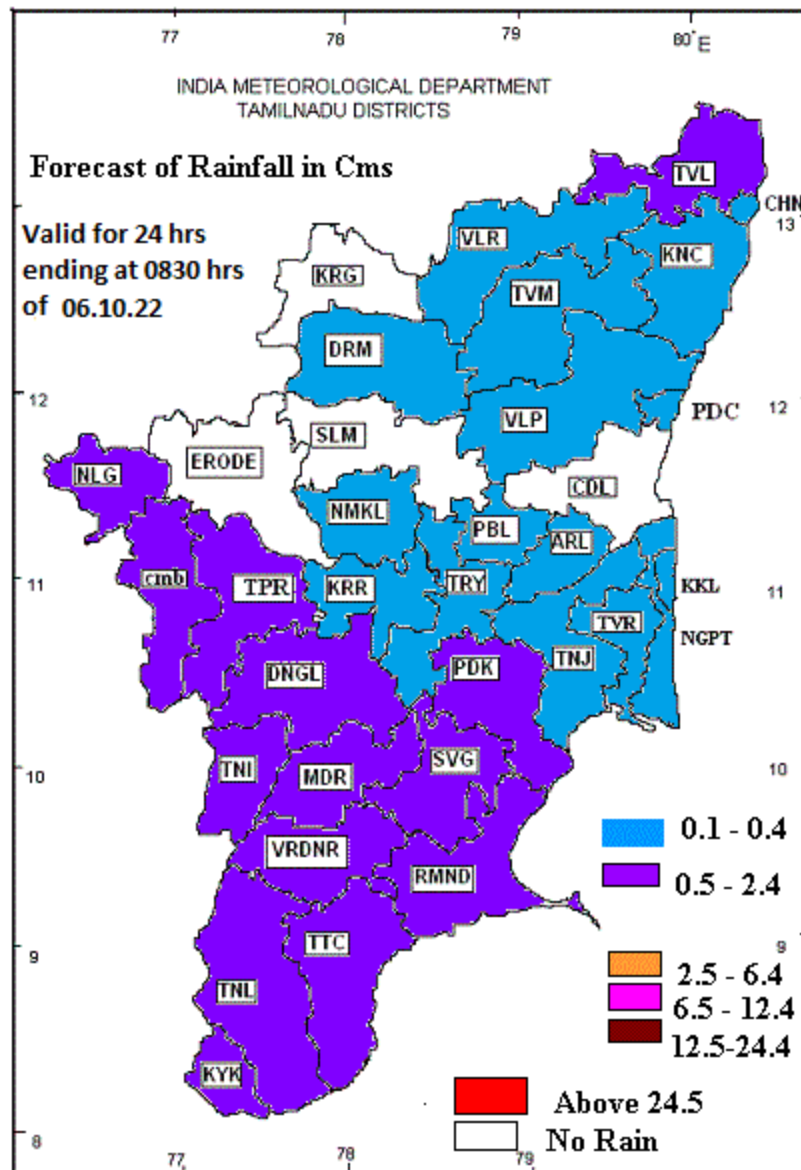 77 78 79 80°E
INDIA METEOROLOGICAL DEPARTMENT
TAMILNADU DISTRICTS
Forecast of Rainfall in Cms
TVL
CHN
13
Valid for 24 hrs
ending at 0830 hrs
of 06.10.22
VLR
KNC
KRG
TVM
DRM
12
12
PDC
VLP
SLM
ERODE
NLG
CDL
NMKL
PBL
ARL
11
cmb
TPR
KRR
TRY
KKL
11
TVR
NGPT
DNGL
PDK
TNJ
10
TNI
MDR
SVG
10
0.1 - 0.4
VRDNR
RMND
0.5 - 2.4
9
TTC
9
2.5 - 6.4
TNL
6.5 - 12.4
12.5-24.4
KYK
Above 24.5
8
No Rain
77 78 79